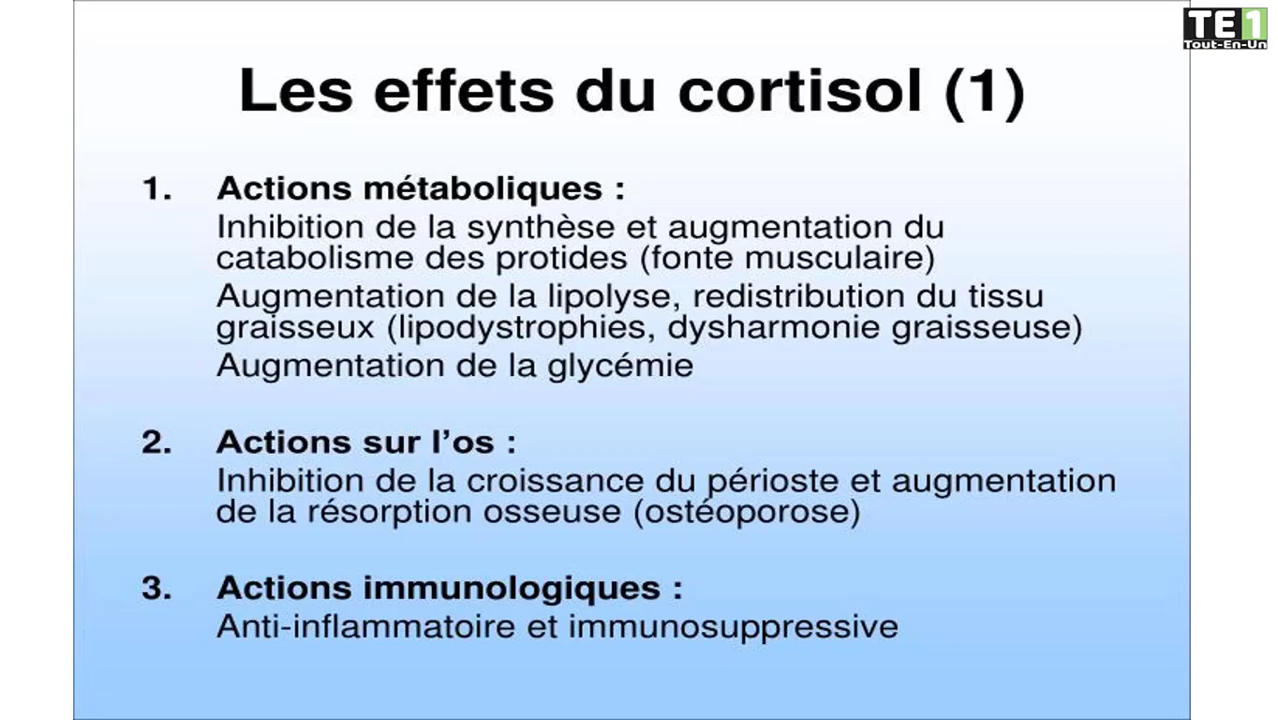 TE1
Tout-En-Un
Les effets du cortisol (1)
1. Actions métaboliques :
Inhibition de la synthèse et augmentation du
catabolisme des protides (fonte musculaire)
Augmentation de la lipolyse, redistribution du tissu
graisseux (lipodystrophies, dysharmonie graisseuse)
Augmentation de la glycémie
2. Actions sur l’os :
Inhibition de la croissance du périoste et augmentation
de la résorption osseuse (ostéoporose)
3. Actions immunologiques :
Anti-inflammatoire et immunosuppressive